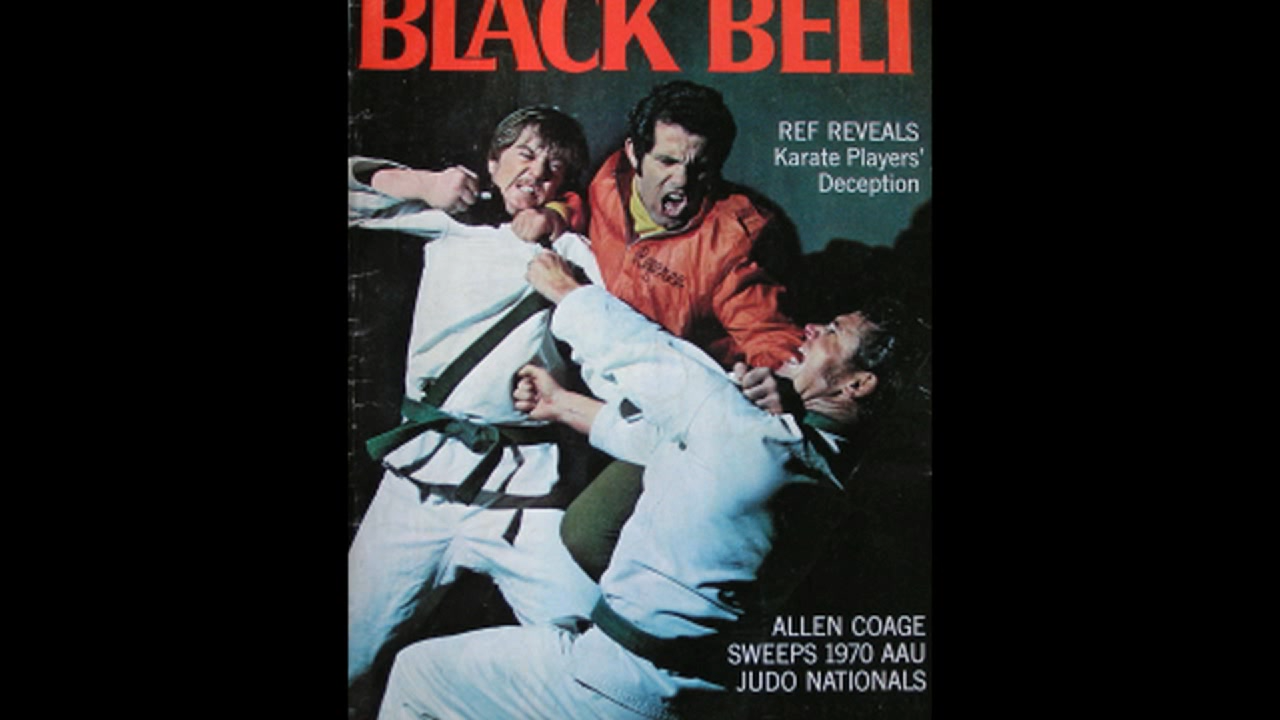 BLACK BELT
REF REVEALS
Karate Players'
Deception
ALLEN COAGE
SWEEPS 1970 AAU
JUDO NATIONALS